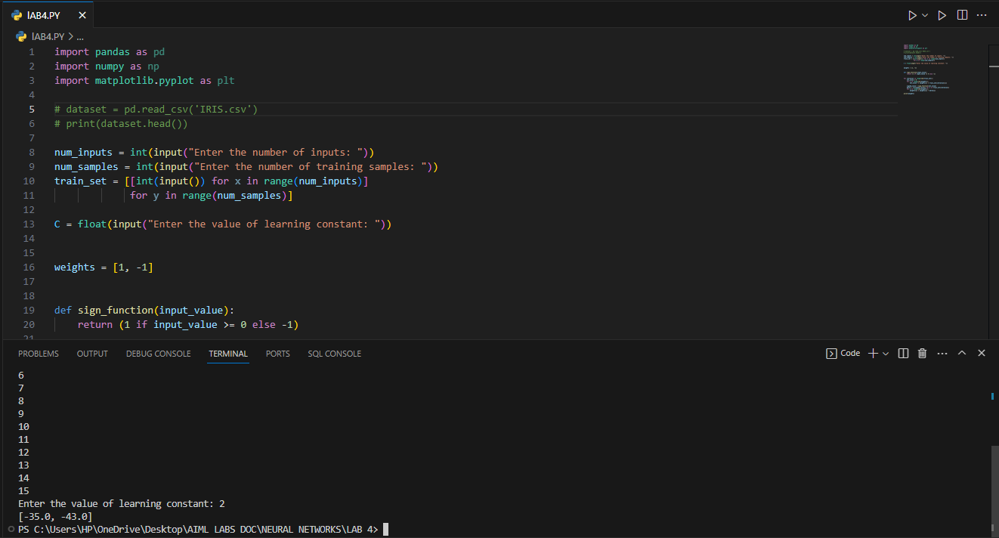 lAB4.PY
lAB4.PY > ...
1 import pandas as pd
2 import numpy as np
3 import matplotlib.pyplot as plt
4
5 # dataset = pd.read_csv('IRIS.csv')
6 # print(dataset.head())
7
8 num_inputs = int(input("Enter the number of inputs: "))
9 num_samples = int(input("Enter the number of training samples: "))
10 train_set = [[int(input()) for x in range(num_inputs)]
11 for y in range(num_samples)]
12
13 C = float(input("Enter the value of learning constant: "))
14
15
16 weights = [1, -1]
17
18
19 def sign_function(input_value):
20 return (1 if input_value >= 0 else -1)
21
PROBLEMS OUTPUT DEBUG CONSOLE TERMINAL PORTS SQL CONSOLE Code
6
7
8
9
10
11
12
13
14
15
Enter the value of learning constant: 2
[-35.0, -43.0]
PS C:\Users\HP\OneDrive\Desktop\AIML LABS DOC\NEURAL NETWORKS\LAB 4>